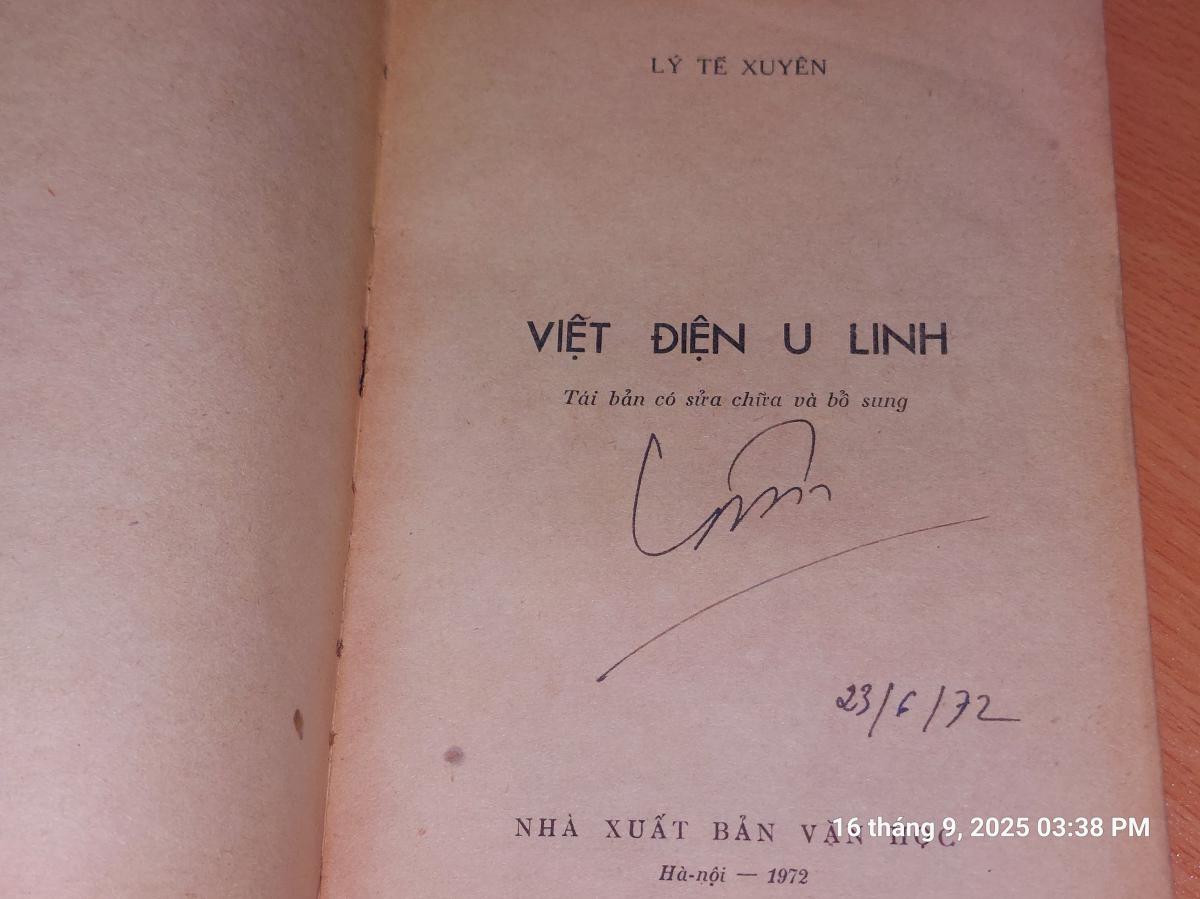 LÝ TẾ XUYÊN
VIỆT ĐIỆN U LINH
Tái bản có sửa chữa và bổ sung
23/6/72
NHÀ XUẤT BẢN VĂN HỌC
16 tháng 9, 2025 03:38 PM
Hà-nội — 1972